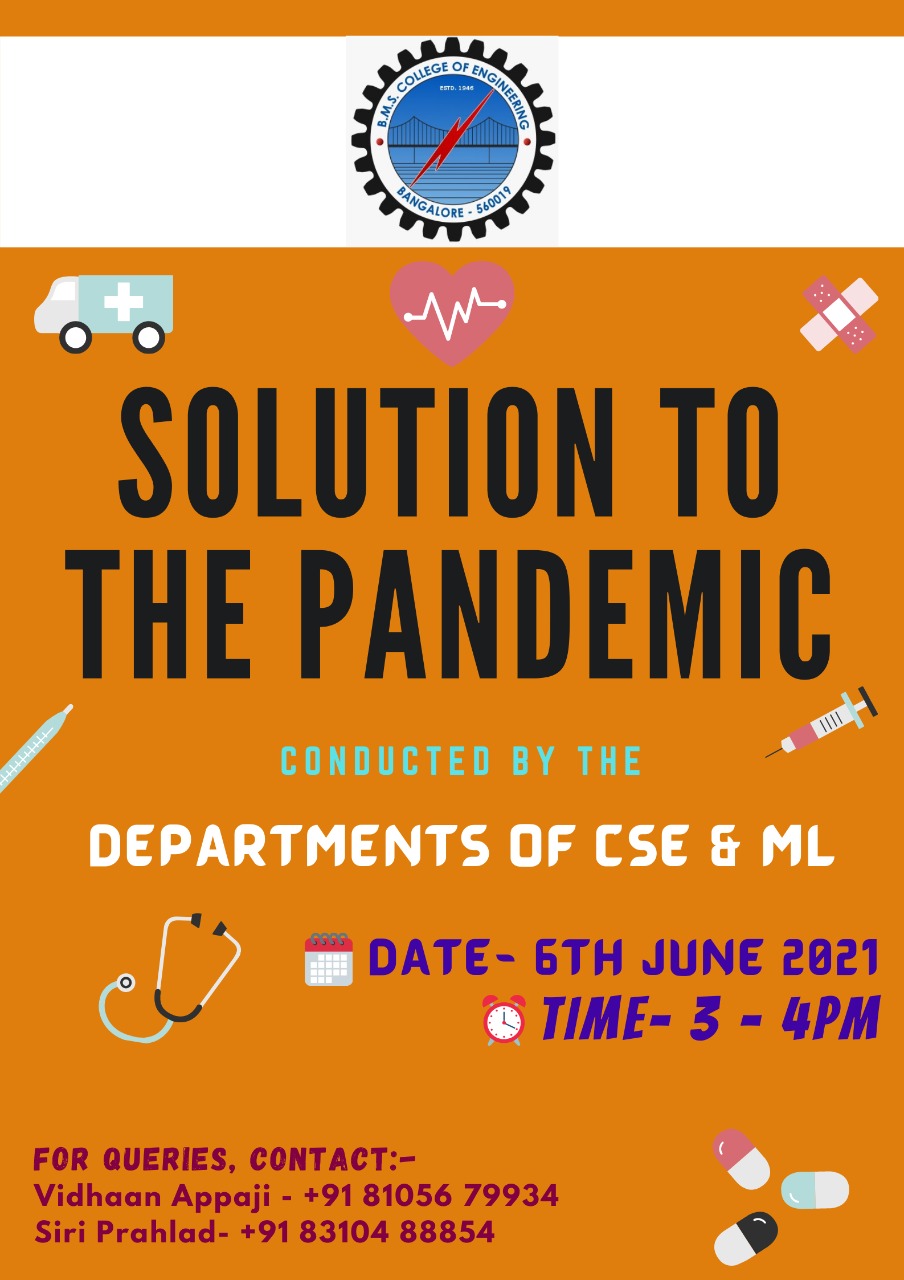 B.M.S. COLLEGE OF ENGINEERING
ESTD. 1946
BANGALORE - 560019
SOLUTION TO
THE PANDEMIC
CONDUCTED BY THE
DEPARTMENTS OF CSE & ML
DATE- 6TH JUNE 2021
TIME- 3 - 4PM
FOR QUERIES, CONTACT:-
Vidhaan Appaji - +91 81056 79934
Siri Prahlad- +91 83104 88854